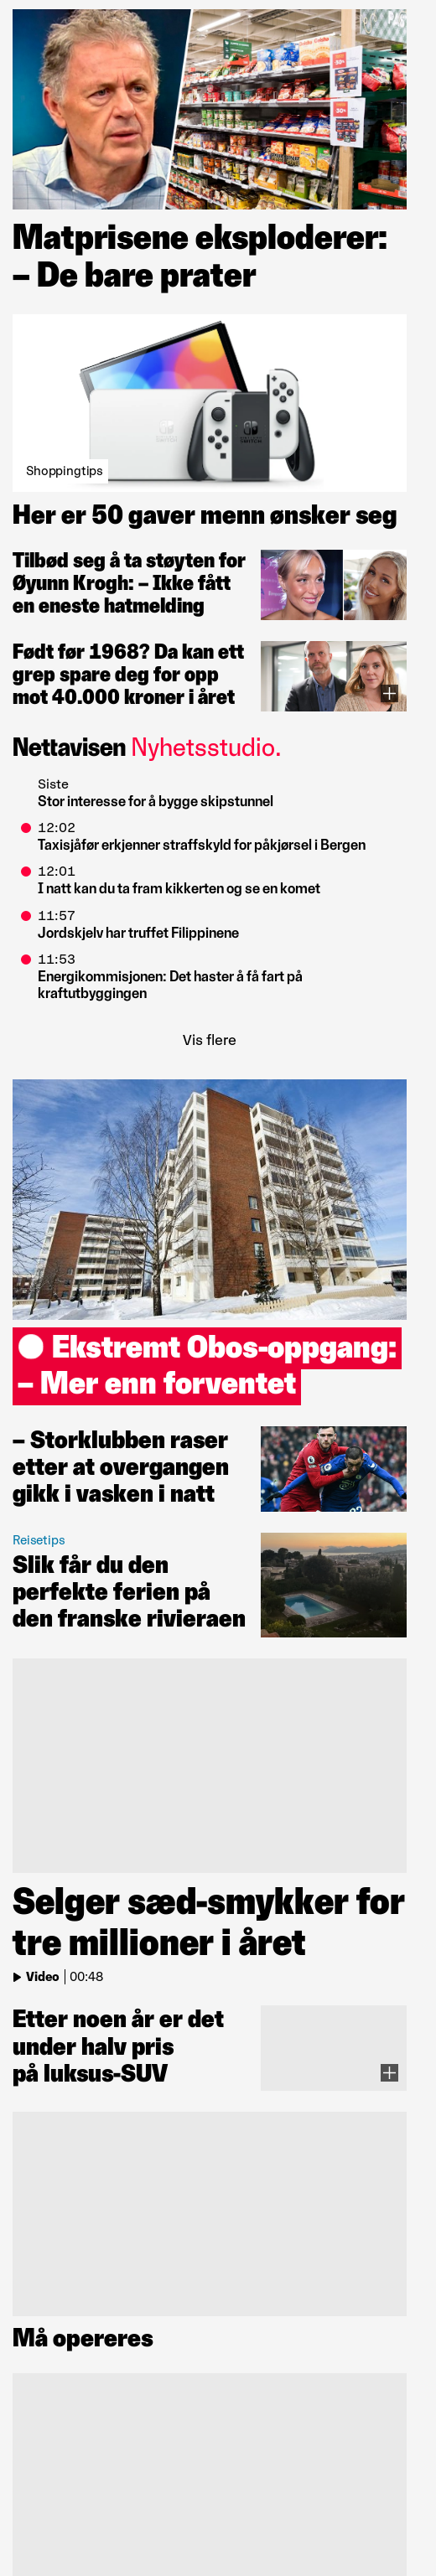 Matprisene eksploderer:
– De bare prater
Shoppingtips
Her er 50 gaver menn ønsker seg
Tilbød seg å ta støyten for
Øyunn Krogh: – Ikke fått
en eneste hatmelding
Født før 1968? Da kan ett
grep spare deg for opp
mot 40.000 kroner i året
Nettavisen Nyhetsstudio.
Siste
Stor interesse for å bygge skipstunnel
12:02
Taxisjåfør erkjenner straffskyld for påkjørsel i Bergen
12:01
I natt kan du ta fram kikkerten og se en komet
11:57
Jordskjelv har truffet Filippinene
11:53
Energikommisjonen: Det haster å få fart på
kraftutbyggingen
Vis flere
Ekstremt Obos-oppgang:
– Mer enn forventet
– Storklubben raser
etter at overgangen
gikk i vasken i natt
Reisetips
Slik får du den
perfekte ferien på
den franske rivieraen
Selger sæd-smykker for
tre millioner i året
Video | 00:48
Etter noen år er det
under halv pris
på luksus-SUV
Må opereres